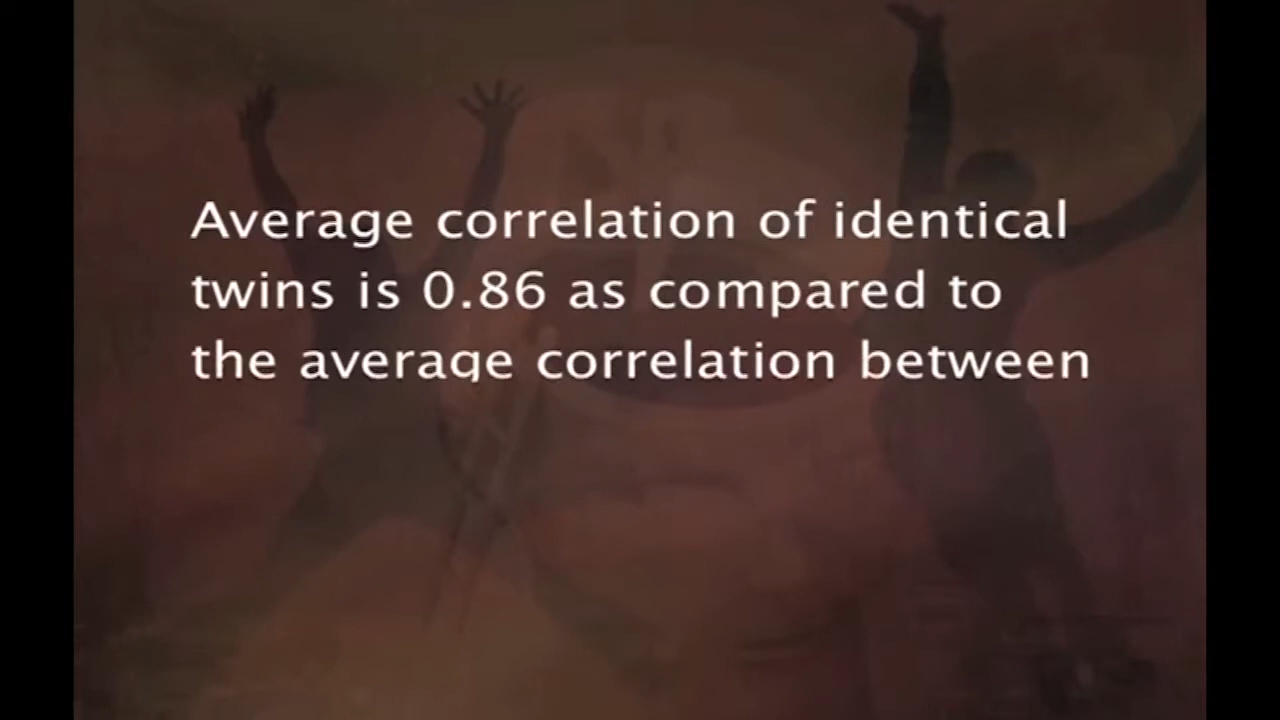 Average correlation of identical
twins is 0.86 as compared to
the average correlation between